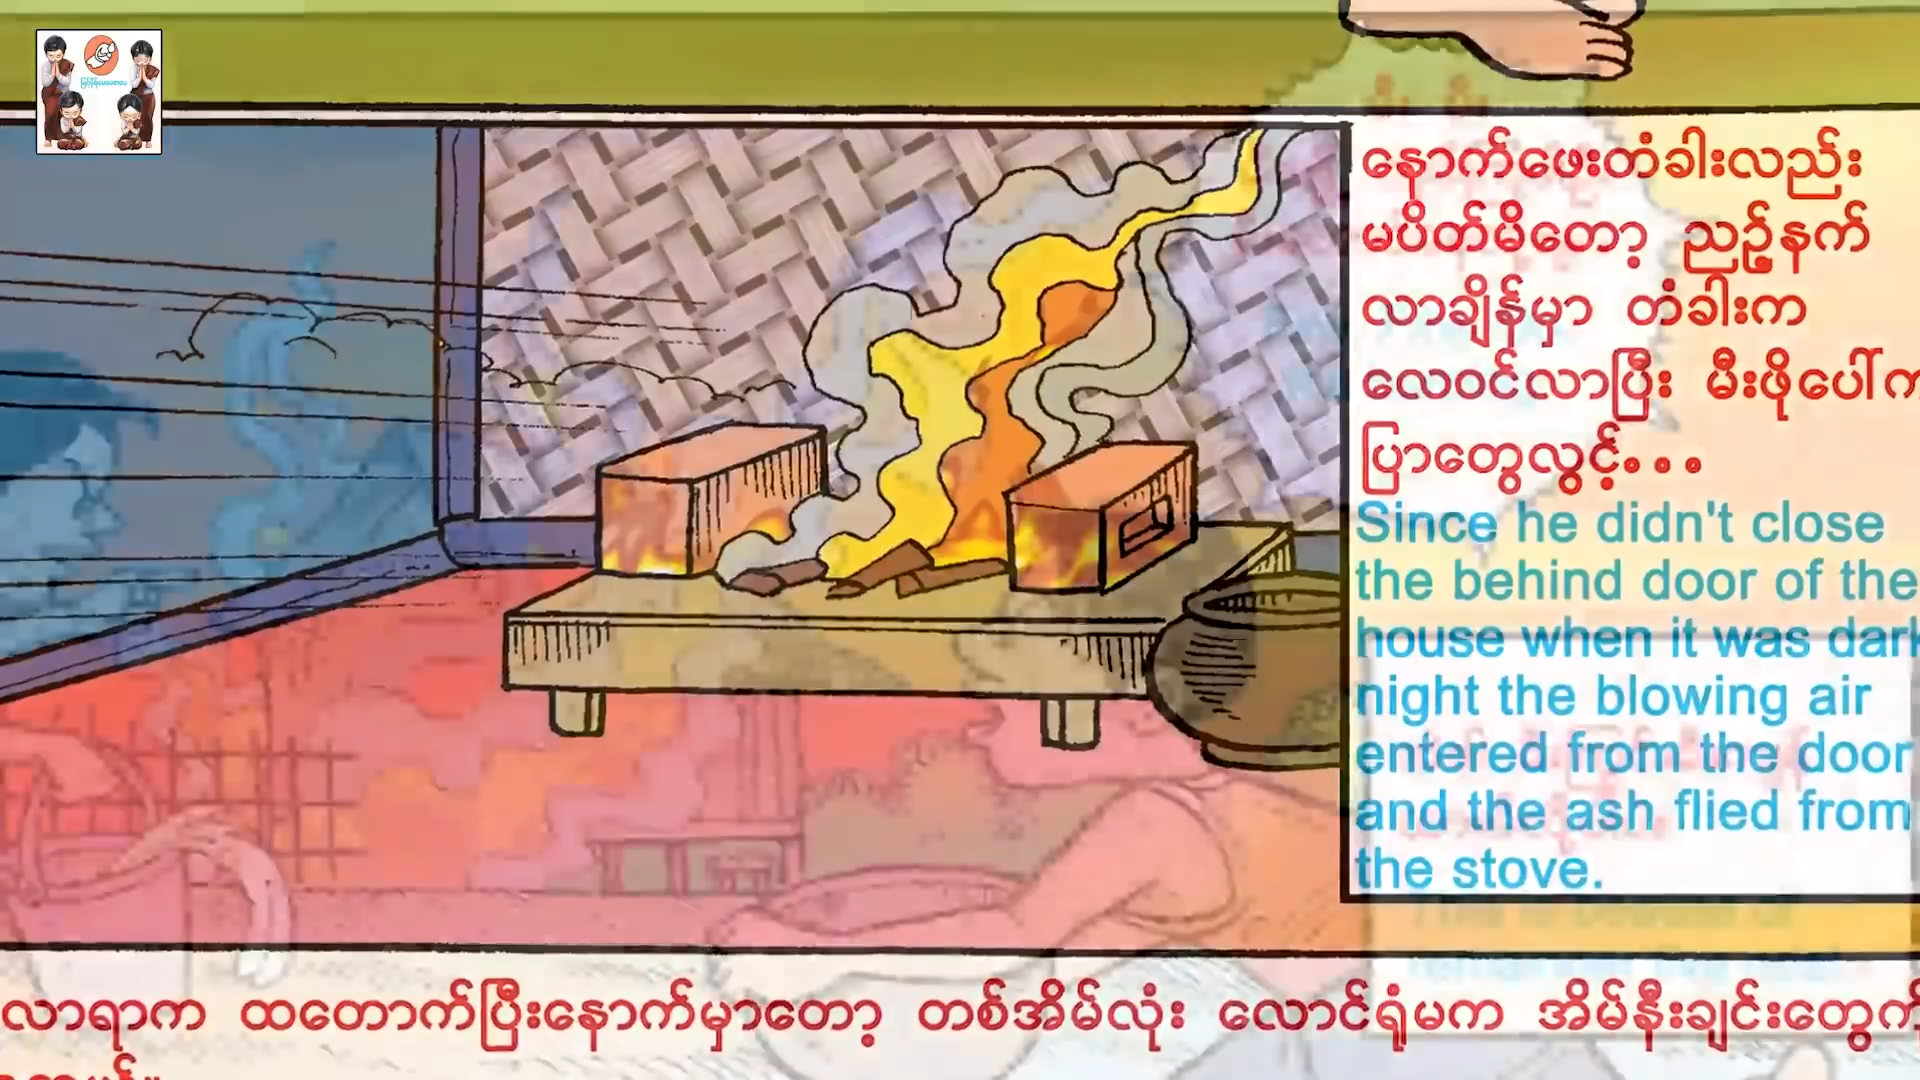 နောက်ဖေးတံခါးလည်း
မပိတ်မိတော့ ညဥ့်နက်
လာချိန်မှာ တံခါးက
လေဝင်လာပြီး မီးဖိုပေါ်က
ပြာတွေလွင့်...
Since he didn't close
the behind door of the
house when it was dark
night the blowing air
entered from the door
and the ash flied from
the stove.
လာရာက ထတောက်ပြီးနောက်မှာတော့ တစ်အိမ်လုံး လောင်ရုံမက အိမ်နီးချင်းတွေကို